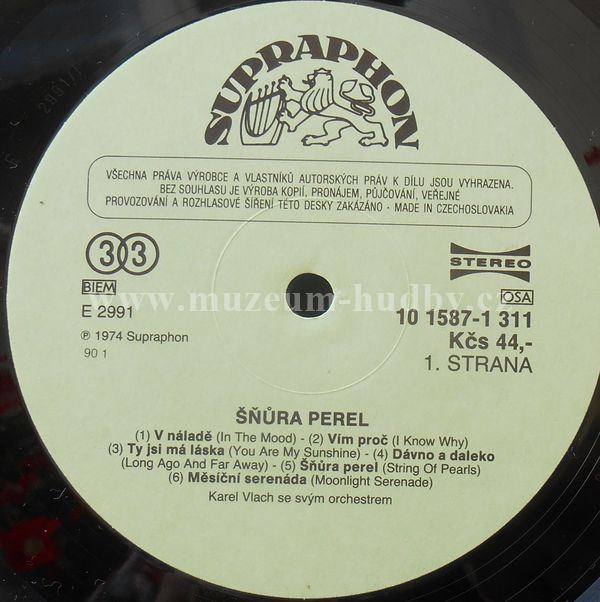 SUPRAPHON
VŠECHNA PRÁVA VÝROBCE A VLASTNÍKŮ AUTORSKÝCH PRÁV K DÍLU JSOU VYHRAZENA.
BEZ SOUHLASU JE VÝROBA KOPIÍ, PRONÁJEM, PŮJČOVÁNÍ, VEŘEJNÉ
PROVOZOVÁNÍ A ROZHLASOVÉ ŠÍŘENÍ TÉTO DESKY ZAKÁZÁNO - MADE IN CZECHOSLOVAKIA
33
STEREO
BIEM
OSA
www.muzeum-hudby.cz
E 2991
10 1587-1 311
℗ 1974 Supraphon
Kčs 44,-
90 1
1. STRANA
ŠŇŮRA PEREL
(1) V náladě (In The Mood) - (2) Vím proč (I Know Why)
(3) Ty jsi má láska (You Are My Sunshine) - (4) Dávno a daleko
(Long Ago And Far Away) - (5) Šňůra perel (String Of Pearls)
(6) Měsíční serenáda (Moonlight Serenade)
Karel Vlach se svým orchestrem